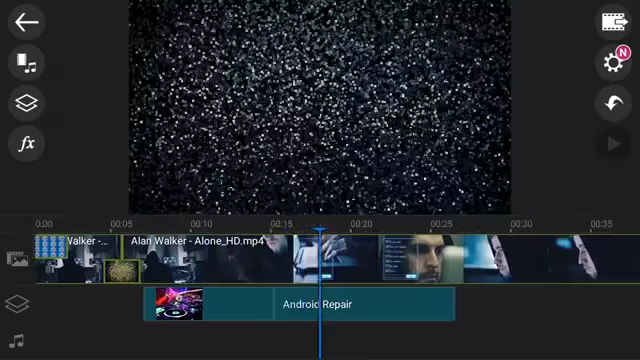 N
fx
0:00 00:05 00:10 00:15 00:20 00:25 00:30 00:35
Walker -... Alan Walker - Alone_HD.mp4
Android Repair